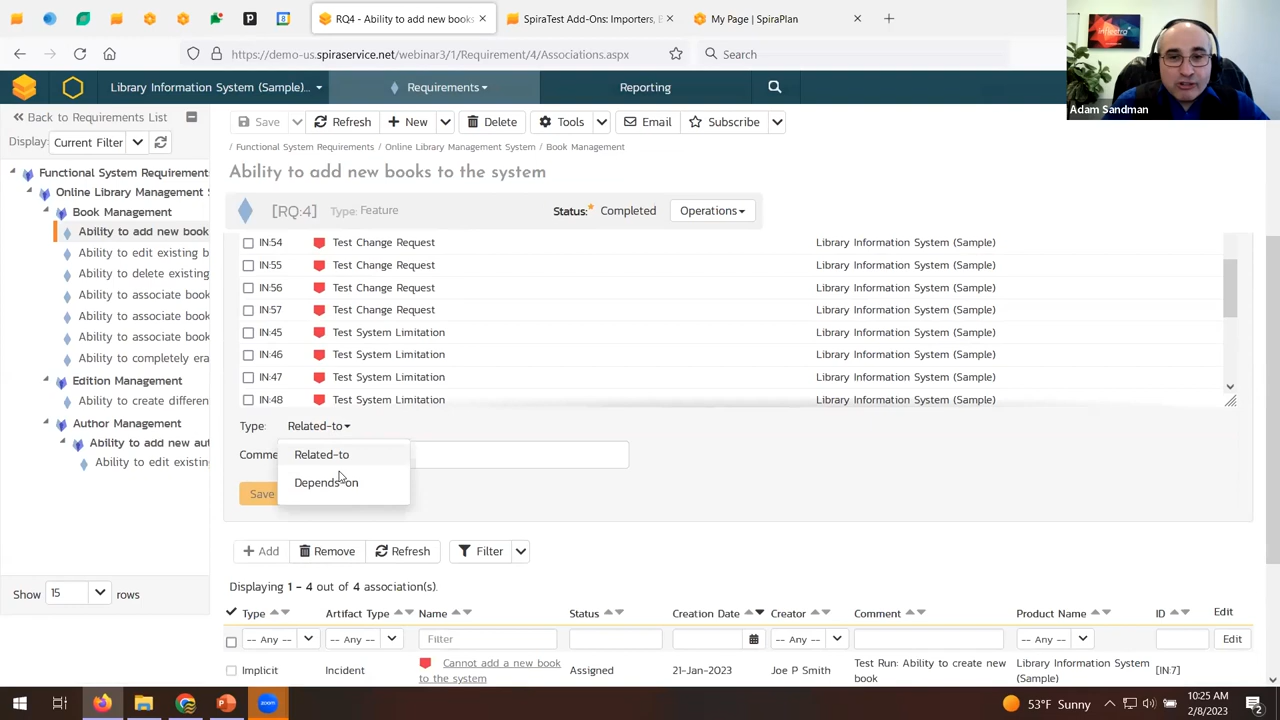 RQ4 - Ability to add new books
SpiraTest Add-Ons: Importers,
My Page | SpiraPlan
https://demo-us.spiraservice.net/webinar3/1/Requirement/4/Associations.aspx
Search
Adam Sandman
Library Information System (Sample)...
Requirements
Reporting
Back to Requirements List
Display: Current Filter
Save
Refresh
New
Delete
Tools
Email
Subscribe
/ Functional System Requirements / Online Library Management System / Book Management
Ability to add new books to the system
[RQ:4] Type: Feature
Status:* Completed
Operations
Functional System Requirements
Online Library Management S
Book Management
Ability to add new book
Ability to edit existing b
Ability to delete existing
Ability to associate book
Ability to associate book
Ability to associate book
Ability to completely era
Edition Management
Ability to create differen
Author Management
Ability to add new aut
Ability to edit existin
Show 15 rows
IN:54 Test Change Request Library Information System (Sample)
IN:55 Test Change Request Library Information System (Sample)
IN:56 Test Change Request Library Information System (Sample)
IN:57 Test Change Request Library Information System (Sample)
IN:45 Test System Limitation Library Information System (Sample)
IN:46 Test System Limitation Library Information System (Sample)
IN:47 Test System Limitation Library Information System (Sample)
IN:48 Test System Limitation Library Information System (Sample)
Type: Related-to
Comme
Related-to
Depends-on
Save
Add
Remove
Refresh
Filter
Displaying 1 - 4 out of 4 association(s).
Type Artifact Type Name Status Creation Date Creator Comment Product Name ID Edit
-- Any -- -- Any -- Filter -- Any -- -- Any -- Edit
Implicit Incident Cannot add a new book Assigned 21-Jan-2023 Joe P Smith Test Run: Ability to create new Library Information System [IN:7]
to the system book (Sample)
53°F Sunny
10:25 AM
2/8/2023
2